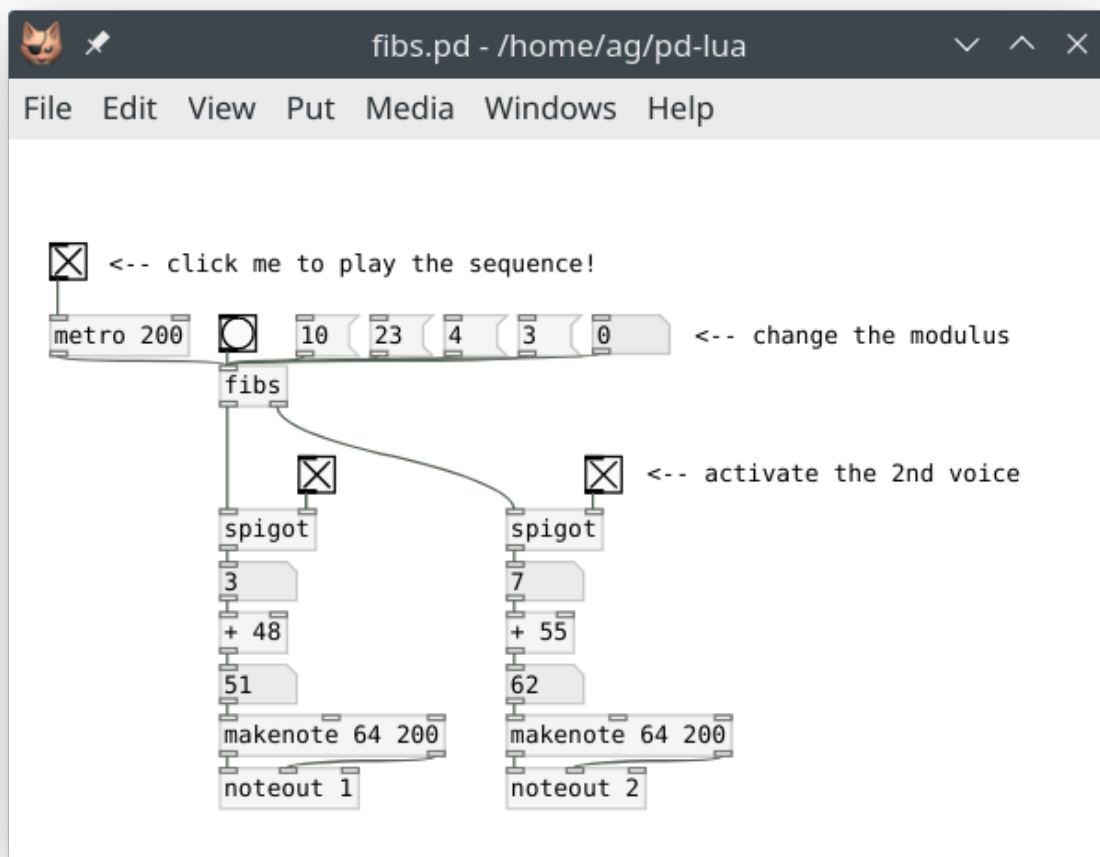 fibs.pd - /home/ag/pd-lua
File Edit View Put Media Windows Help
<-- click me to play the sequence!
metro 200 10 23 4 3 0 <-- change the modulus
fibs
<-- activate the 2nd voice
spigot spigot
3 7
+ 48 + 55
51 62
makenote 64 200 makenote 64 200
noteout 1 noteout 2